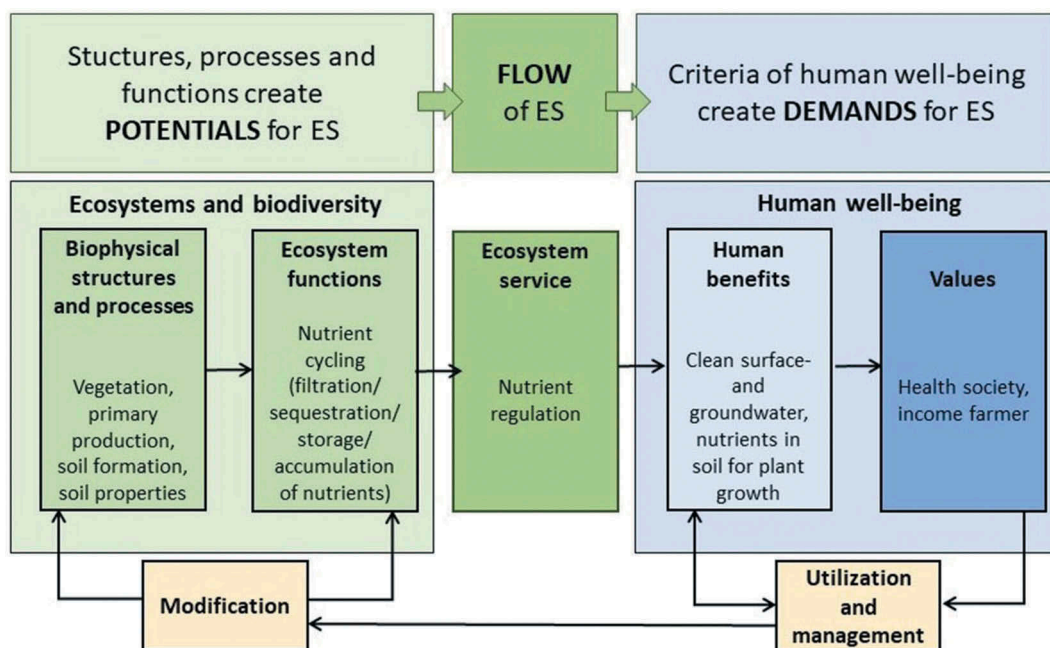 Stuctures, processes and
functions create
POTENTIALS for ES
FLOW
of ES
Criteria of human well-being
create DEMANDS for ES
Ecosystems and biodiversity
Biophysical
structures
and processes
Vegetation,
primary
production,
soil formation,
soil properties
Ecosystem
functions
Nutrient
cycling
(filtration/
sequestration/
storage/
accumulation
of nutrients)
Ecosystem
service
Nutrient
regulation
Human well-being
Human
benefits
Clean surface-
and
groundwater,
nutrients in
soil for plant
growth
Values
Health society,
income farmer
Modification
Utilization
and
management